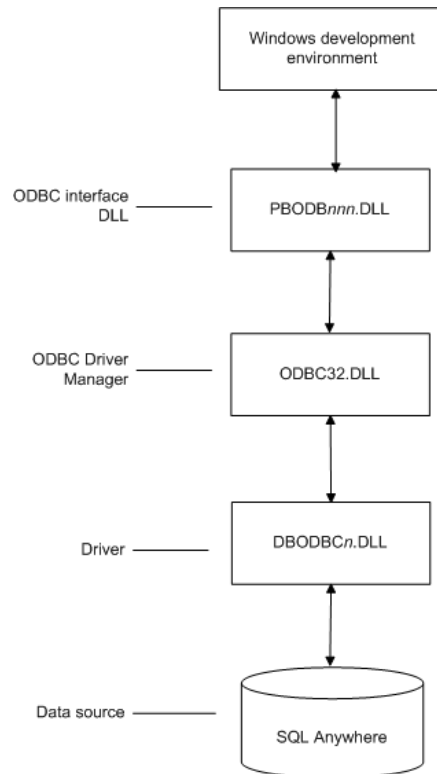 Windows development
environment
ODBC interface
DLL
PBODBnnn.DLL
ODBC Driver
Manager
ODBC32.DLL
Driver
DBODBCn.DLL
Data source
SQL Anywhere